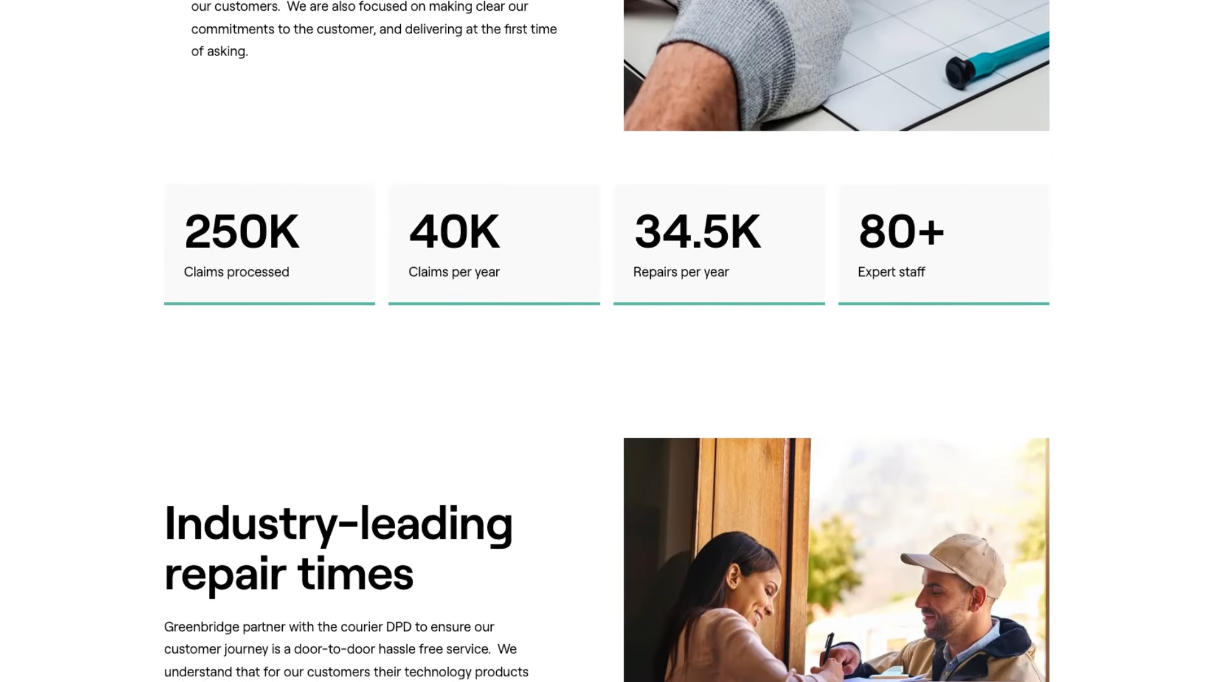 our customers.  We are also focused on making clear our
commitments to the customer, and delivering at the first time
of asking.
250K
Claims processed
40K
Claims per year
34.5K
Repairs per year
80+
Expert staff
Industry-leading
repair times
Greenbridge partner with the courier DPD to ensure our
customer journey is a door-to-door hassle free service.  We
understand that for our customers their technology products